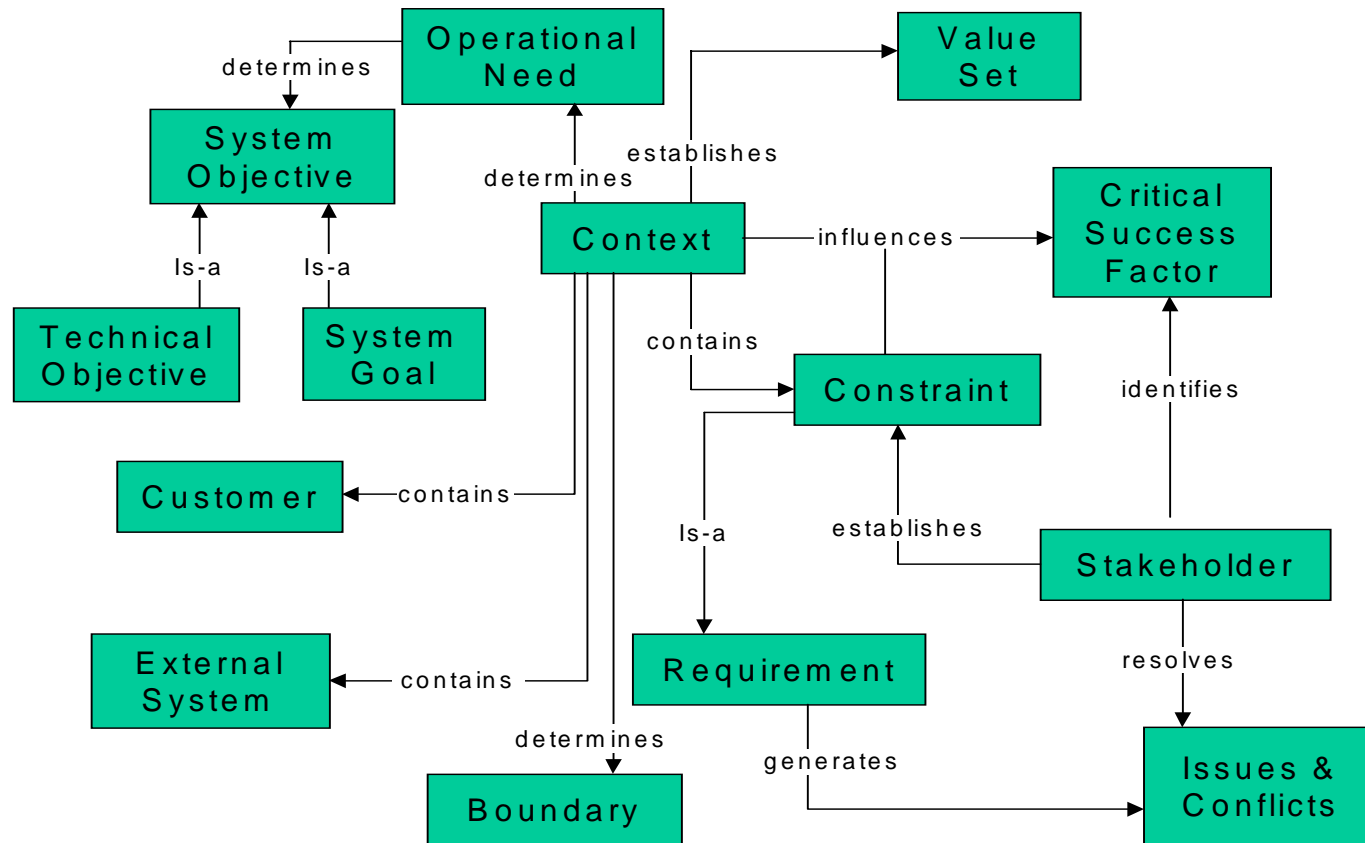 Operational
Need
Value
Set
determines
System
Objective
establishes
determines
Critical
Success
Factor
Context
influences
Is-a
Is-a
Technical
Objective
System
Goal
contains
Constraint
identifies
Customer
contains
Is-a
establishes
Stakeholder
External
System
contains
Requirement
resolves
determines
generates
Issues &
Conflicts
Boundary